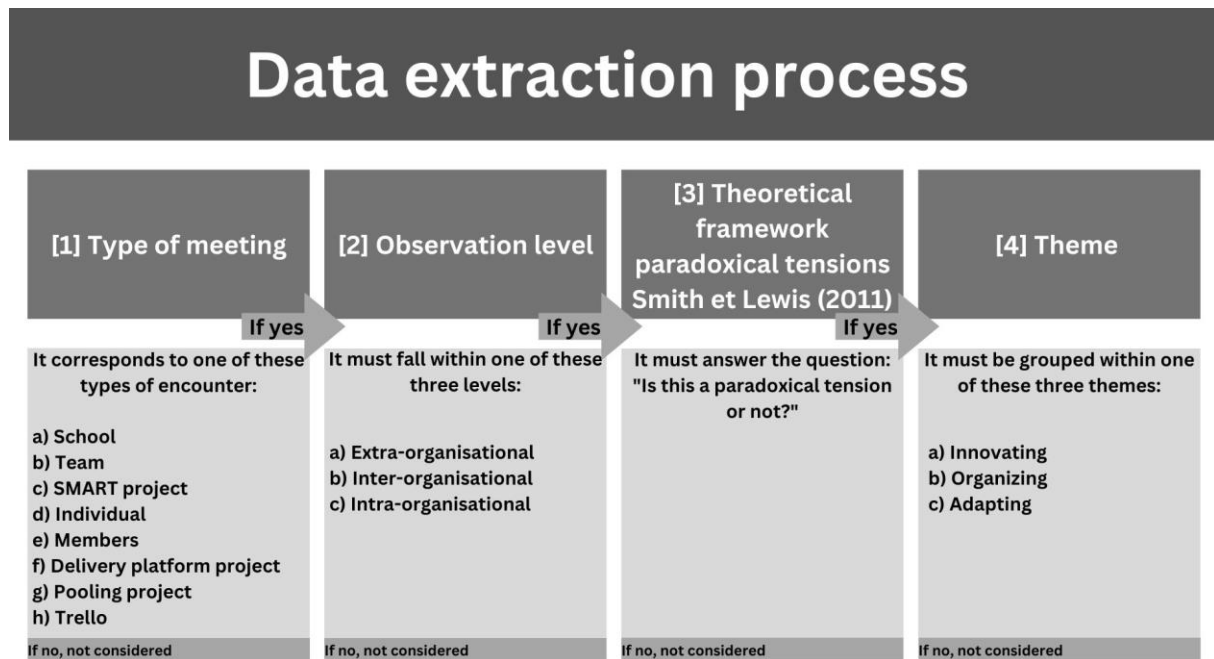 Data extraction process
[1] Type of meeting
If yes
It corresponds to one of these
types of encounter:
a) School
b) Team
c) SMART project
d) Individual
e) Members
f) Delivery platform project
g) Pooling project
h) Trello
If no, not considered
[2] Observation level
If yes
It must fall within one of these
three levels:
a) Extra-organisational
b) Inter-organisational
c) Intra-organisational
If no, not considered
[3] Theoretical
framework
paradoxical tensions
Smith et Lewis (2011)
If yes
It must answer the question:
"Is this a paradoxical tension
or not?"
If no, not considered
[4] Theme
It must be grouped within one
of these three themes:
a) Innovating
b) Organizing
c) Adapting
If no, not considered